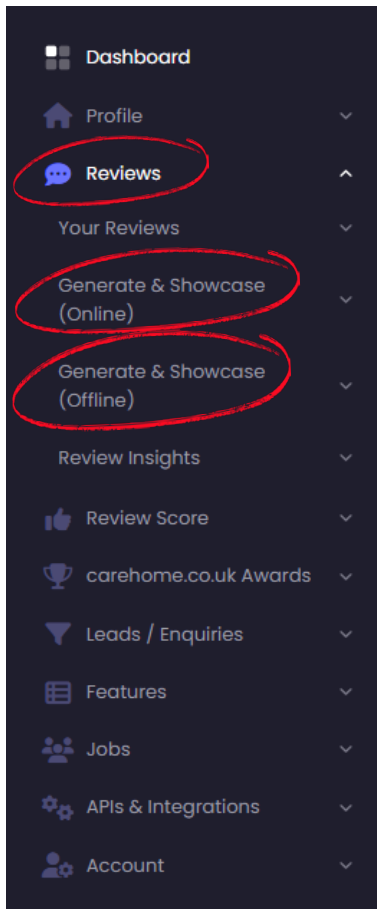 Dashboard
Profile
Reviews
Your Reviews
Generate & Showcase
(Online)
Generate & Showcase
(Offline)
Review Insights
Review Score
carehome.co.uk Awards
Leads / Enquiries
Features
Jobs
APIs & Integrations
Account